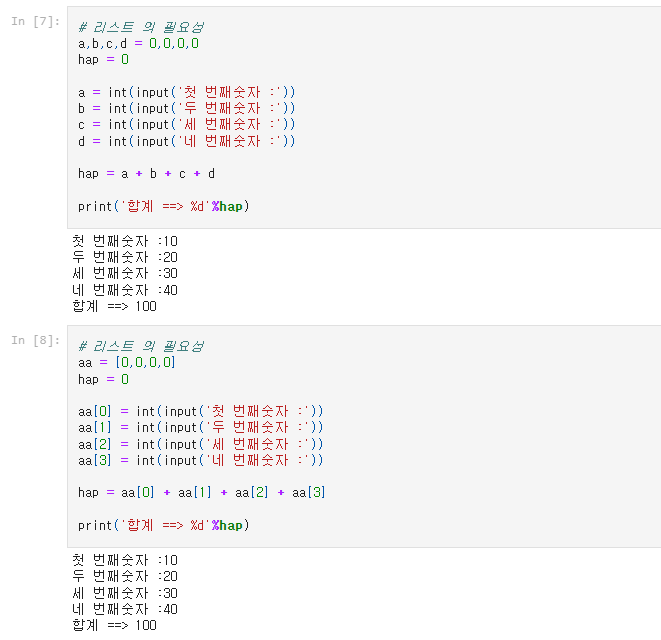 In [7]:
# 리스트 의 필요성
a,b,c,d = 0,0,0,0
hap = 0
a = int(input('첫 번째숫자 :'))
b = int(input('두 번째숫자 :'))
c = int(input('세 번째숫자 :'))
d = int(input('네 번째숫자 :'))
hap = a + b + c + d
print('합계 ==> %d'%hap)
첫 번째숫자 :10
두 번째숫자 :20
세 번째숫자 :30
네 번째숫자 :40
합계 ==> 100
In [8]:
# 리스트 의 필요성
aa = [0,0,0,0]
hap = 0
aa[0] = int(input('첫 번째숫자 :'))
aa[1] = int(input('두 번째숫자 :'))
aa[2] = int(input('세 번째숫자 :'))
aa[3] = int(input('네 번째숫자 :'))
hap = aa[0] + aa[1] + aa[2] + aa[3]
print('합계 ==> %d'%hap)
첫 번째숫자 :10
두 번째숫자 :20
세 번째숫자 :30
네 번째숫자 :40
합계 ==> 100